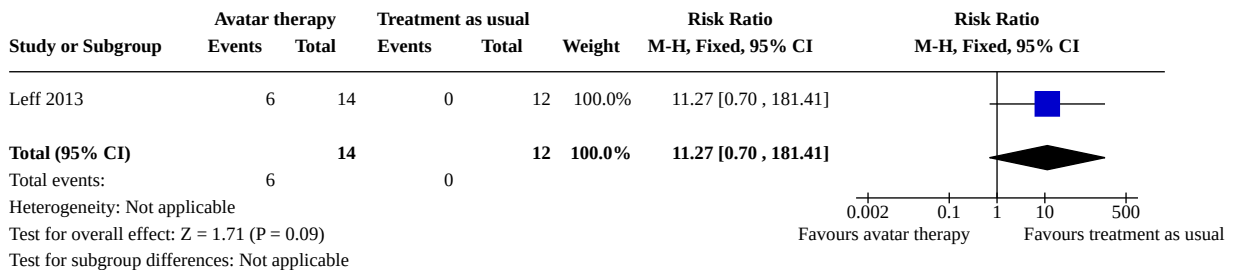 Avatar therapy Treatment as usual Risk Ratio Risk Ratio
Study or Subgroup Events Total Events Total Weight M-H, Fixed, 95% CI M-H, Fixed, 95% CI
Leff 2013 6 14 0 12 100.0% 11.27 [0.70 , 181.41]
Total (95% CI) 14 12 100.0% 11.27 [0.70 , 181.41]
Total events: 6 0
Heterogeneity: Not applicable
0.002 0.1 1 10 500
Test for overall effect: Z = 1.71 (P = 0.09) Favours avatar therapy Favours treatment as usual
Test for subgroup differences: Not applicable